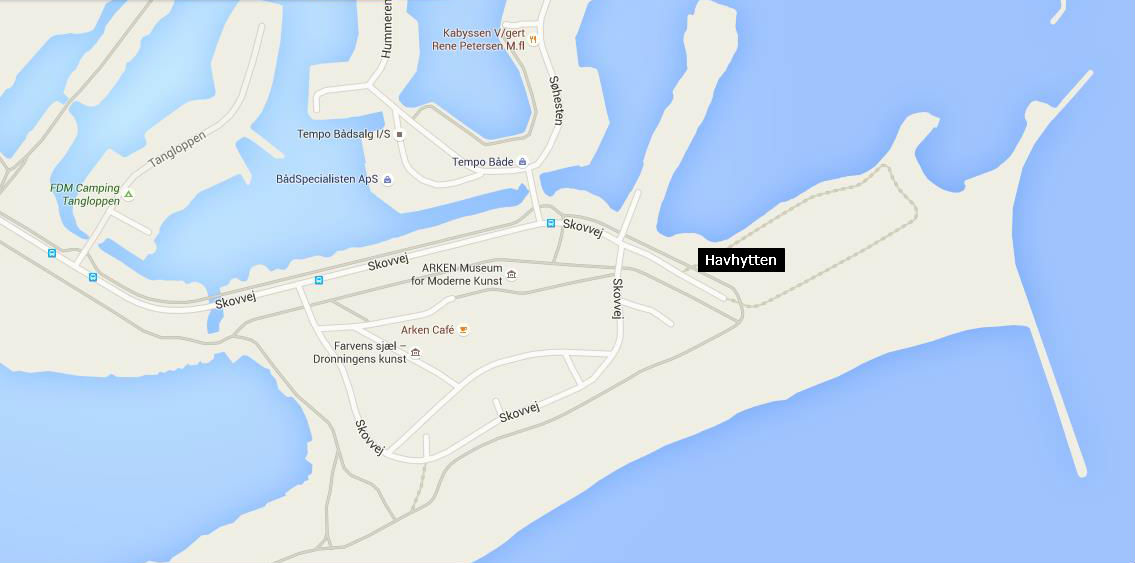 Kabyssen V/gert
Rene Petersen M.fl
Hummeren
Søhesten
Tangloppen
Tempo Bådsalg I/S
Tempo Både
BådSpecialisten ApS
FDM Camping
Tangloppen
Skovvej
Skovvej
Skovvej
Havhytten
ARKEN Museum
for Moderne Kunst
Skovvej
Arken Café
Farvens sjæl –
Dronningens kunst
Skovvej
Skovvej